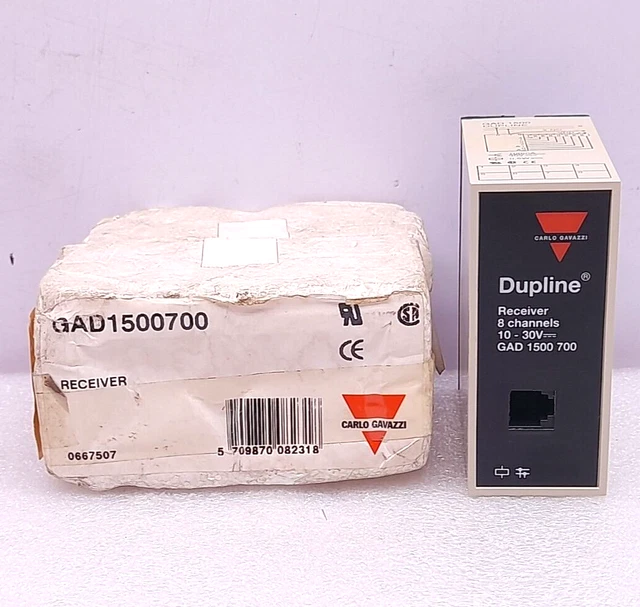 GAD1500700
RECEIVER
0667507
5 709870 082318
CARLO GAVAZZI
CARLO GAVAZZI
Dupline®
Receiver
8 channels
10 - 30V
GAD 1500 700